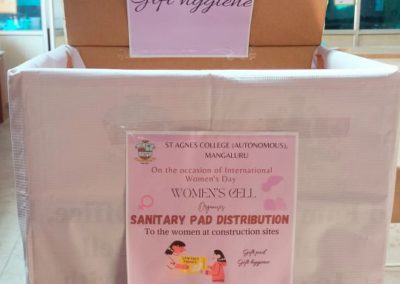 Gift hygiene
ST AGNES COLLEGE (AUTONOMOUS),
MANGALURU
On the occasion of International
Women's Day
WOMEN'S CELL
Organises
SANITARY PAD DISTRIBUTION
To the women at construction sites
Gift pad
Gift hygiene